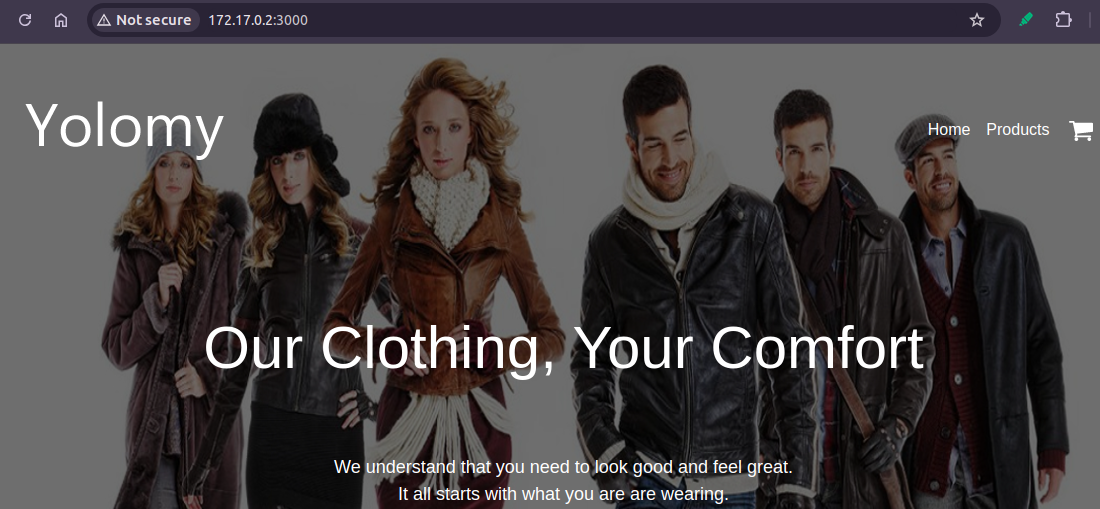 Not secure
172.17.0.2:3000
Yolomy
Home
Products
Our Clothing, Your Comfort
We understand that you need to look good and feel great.
It all starts with what you are are wearing.